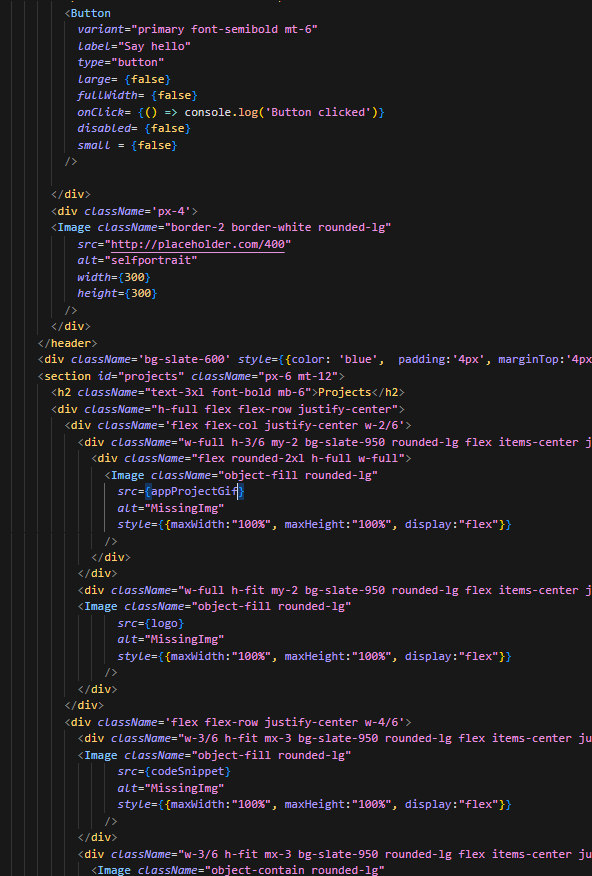 <Button
variant="primary font-semibold mt-6"
label="Say hello"
type="button"
large= {false}
fullWidth= {false}
onClick= {() => console.log('Button clicked')}
disabled= {false}
small = {false}
/>
</div>
<div className='px-4'>
<Image className="border-2 border-white rounded-lg"
src="http://placeholder.com/400"
alt="selfportrait"
width={300}
height={300}
/>
</div>
</header>
<div className='bg-slate-600' style={{color: 'blue',  padding:'4px', marginTop:'4px
<section id="projects" className="px-6 mt-12">
<h2 className="text-3xl font-bold mb-6">Projects</h2>
<div className="h-full flex flex-row justify-center">
<div className='flex flex-col justify-center w-2/6'>
<div className="w-full h-3/6 my-2 bg-slate-950 rounded-lg flex items-center j
<div className="flex rounded-2xl h-full w-full">
<Image className="object-fill rounded-lg"
src={appProjectGif}
alt="MissingImg"
style={{maxWidth:"100%", maxHeight:"100%", display:"flex"}}
/>
</div>
</div>
<div className="w-full h-fit my-2 bg-slate-950 rounded-lg flex items-center j
<Image className="object-fill rounded-lg"
src={logo}
alt="MissingImg"
style={{maxWidth:"100%", maxHeight:"100%", display:"flex"}}
/>
</div>
</div>
<div className='flex flex-row justify-center w-4/6'>
<div className="w-3/6 h-fit mx-3 bg-slate-950 rounded-lg flex items-center ju
<Image className="object-fill rounded-lg"
src={codeSnippet}
alt="MissingImg"
style={{maxWidth:"100%", maxHeight:"100%", display:"flex"}}
/>
</div>
<div className="w-3/6 h-fit mx-3 bg-slate-950 rounded-lg flex items-center ju
<Image className="object-contain rounded-lg"